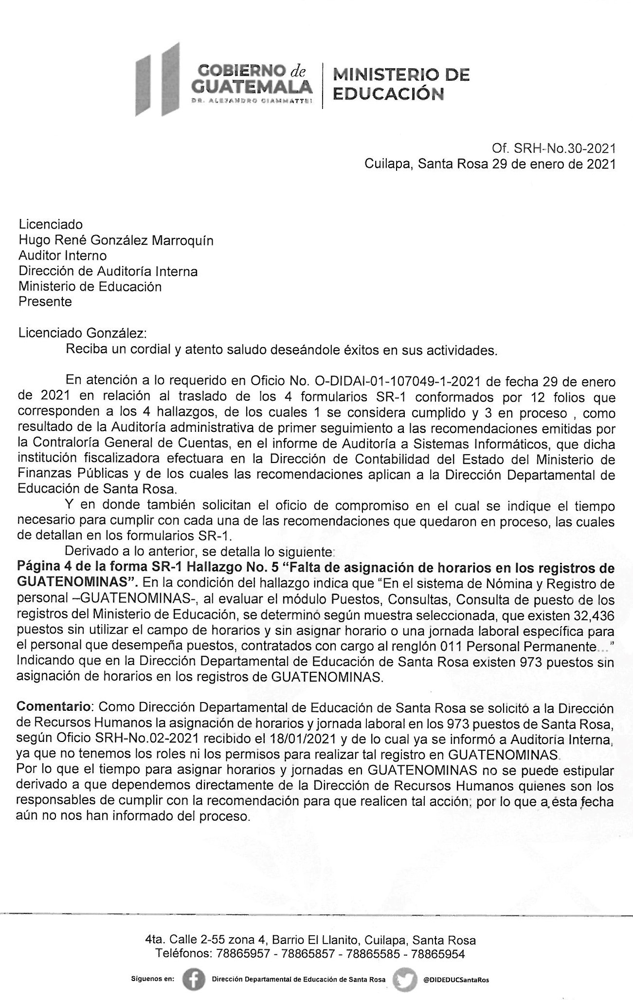 GOBIERNO de
GUATEMALA
DR. ALEJANDRO GIAMMATTEI
MINISTERIO DE
EDUCACIÓN
Of. SRH-No.30-2021
Cuilapa, Santa Rosa 29 de enero de 2021
Licenciado
Hugo René González Marroquín
Auditor Interno
Dirección de Auditoría Interna
Ministerio de Educación
Presente
Licenciado González:
Reciba un cordial y atento saludo deseándole éxitos en sus actividades.
En atención a lo requerido en Oficio No. O-DIDAI-01-107049-1-2021 de fecha 29 de enero
de 2021 en relación al traslado de los 4 formularios SR-1 conformados por 12 folios que
corresponden a los 4 hallazgos, de los cuales 1 se considera cumplido y 3 en proceso , como
resultado de la Auditoría administrativa de primer seguimiento a las recomendaciones emitidas por
la Contraloría General de Cuentas, en el informe de Auditoría a Sistemas Informáticos, que dicha
institución fiscalizadora efectuara en la Dirección de Contabilidad del Estado del Ministerio de
Finanzas Públicas y de los cuales las recomendaciones aplican a la Dirección Departamental de
Educación de Santa Rosa.
Y en donde también solicitan el oficio de compromiso en el cual se indique el tiempo
necesario para cumplir con cada una de las recomendaciones que quedaron en proceso, las cuales
de detallan en los formularios SR-1.
Derivado a lo anterior, se detalla lo siguiente:
Página 4 de la forma SR-1 Hallazgo No. 5 “Falta de asignación de horarios en los registros de
GUATENOMINAS”. En la condición del hallazgo indica que “En el sistema de Nómina y Registro de
personal –GUATENOMINAS-, al evaluar el módulo Puestos, Consultas, Consulta de puesto de los
registros del Ministerio de Educación, se determinó según muestra seleccionada, que existen 32,436
puestos sin utilizar el campo de horarios y sin asignar horario o una jornada laboral específica para
el personal que desempeña puestos, contratados con cargo al renglón 011 Personal Permanente...”
Indicando que en la Dirección Departamental de Educación de Santa Rosa existen 973 puestos sin
asignación de horarios en los registros de GUATENOMINAS.
Comentario: Como Dirección Departamental de Educación de Santa Rosa se solicitó a la Dirección
de Recursos Humanos la asignación de horarios y jornada laboral en los 973 puestos de Santa Rosa,
según Oficio SRH-No.02-2021 recibido el 18/01/2021 y de lo cual ya se informó a Auditoria Interna,
ya que no tenemos los roles ni los permisos para realizar tal registro en GUATENOMINAS.
Por lo que el tiempo para asignar horarios y jornadas en GUATENOMINAS no se puede estipular
derivado a que dependemos directamente de la Dirección de Recursos Humanos quienes son los
responsables de cumplir con la recomendación para que realicen tal acción; por lo que a ésta fecha
aún no nos han informado del proceso.
4ta. Calle 2-55 zona 4, Barrio El Llanito, Cuilapa, Santa Rosa
Teléfonos: 78865957 - 78865857 - 78865585 - 78865954
Síguenos en: Dirección Departamental de Educación de Santa Rosa @DIDEDUCSantaRos